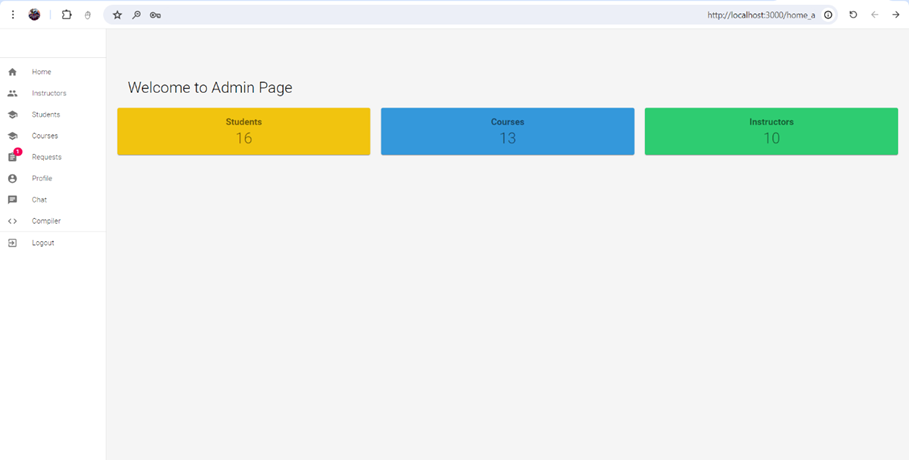 http://localhost:3000/home_a
Home
Instructors
Students
Courses
1
Requests
Profile
Chat
Compiler
Logout
Welcome to Admin Page
Students
16
Courses
13
Instructors
10